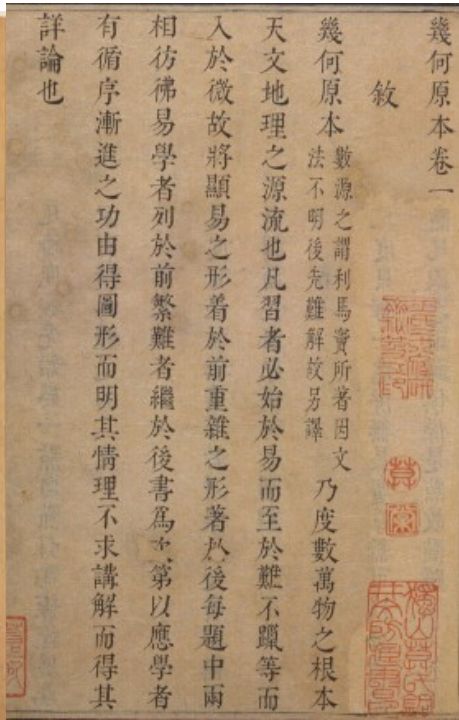 幾何原本卷一
敘
幾何原本數源之謂利馬竇所著因文法不明後先難解故另譯乃度數萬物之根本
天文地理之源流也凡習者必始於易而至於難不躐等而
入於微故將顯易之形着於前重雜之形著於後每題中兩
相彷彿易學者列於前繁難者繼於後書爲次第以應學者
有循序漸進之功由得圖形而明其情理不求講解而得其
詳論也